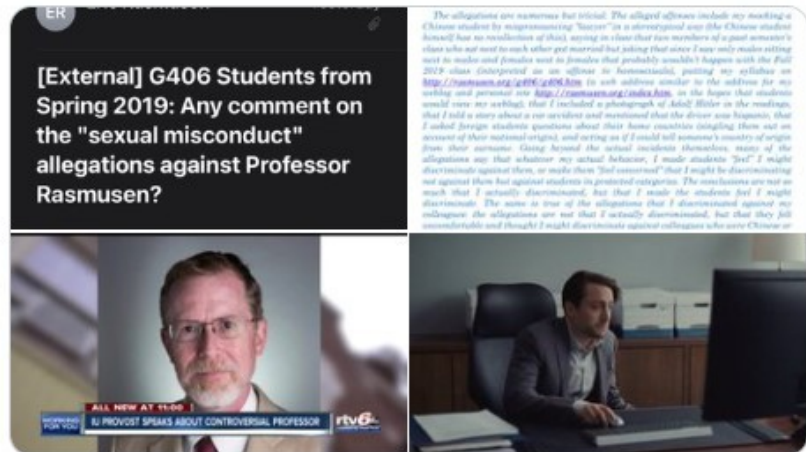 ER
[External] G406 Students from
Spring 2019: Any comment on
the "sexual misconduct"
allegations against Professor
Rasmusen?
The allegations are numerous but trivial. The alleged offenses include my mocking a
Chinese student by mispronouncing "lawyer" in a stereotypical way (the Chinese student
himself has no recollection of this), saying in class that two members of a past semester's
class who sat next to each other got married but joking that since I saw only males sitting
next to males and females next to females that probably wouldn't happen with the Fall
2019 class (interpreted as an offense to homosexuals), putting my syllabus on
http://rasmusen.org/g406/g406.htm (a web address similar to the address for my
weblog and personal site http://rasmusen.org/index.htm, in the hopes that students
would view my weblog), that I included a photograph of Adolf Hitler in the readings,
that I told a story about a car accident and mentioned that the driver was hispanic, that
I asked foreign students questions about their home countries (singling them out on
account of their national origin), and acting as if I could tell someone's country of origin
from their surname. Going beyond the actual incidents themselves, many of the
allegations say that whatever my actual behavior, I made students "feel" I might
discriminate against them, or made them "feel concerned" that I might be discriminating
not against them but against students in protected categories. The conclusions are not so
much that I actually discriminated, but that I made the students feel I might
discriminate. The same is true of the allegations that I discriminated against my
colleagues: the allegations are not that I actually discriminated, but that they felt
uncomfortable and thought I might discriminate against colleagues who were Chinese or
ALL NEW AT 11:00
WORKING FOR YOU
IU PROVOST SPEAKS ABOUT CONTROVERSIAL PROFESSOR
rtv6